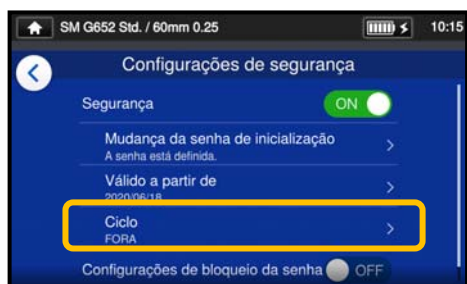 SM G652 Std. / 60mm 0.25
10:15
Configurações de segurança
Segurança
ON
Mudança da senha de inicialização
A senha está definida.
Válido a partir de
2020/06/18
Ciclo
FORA
Configurações de bloqueio da senha
OFF